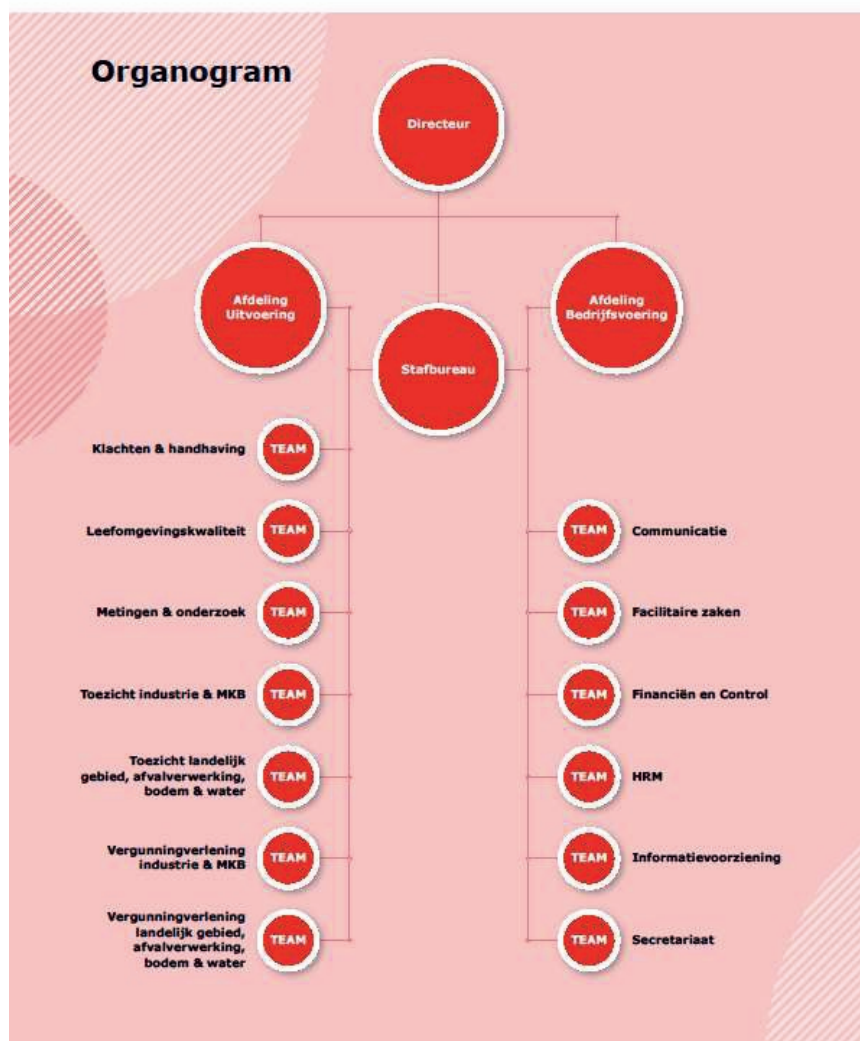 Organogram
Directeur
Afdeling
Uitvoering
Afdeling
Bedrijfsvoering
Stafbureau
Klachten & handhaving
TEAM
Leefomgevingskwaliteit
TEAM
TEAM
Communicatie
Metingen & onderzoek
TEAM
TEAM
Facilitaire zaken
Toezicht industrie & MKB
TEAM
TEAM
Financiën en Control
Toezicht landelijk
gebied, afvalverwerking,
bodem & water
TEAM
TEAM
HRM
Vergunningverlening
industrie & MKB
TEAM
TEAM
Informatievoorziening
Vergunningverlening
landelijk gebied,
afvalverwerking,
bodem & water
TEAM
TEAM
Secretariaat